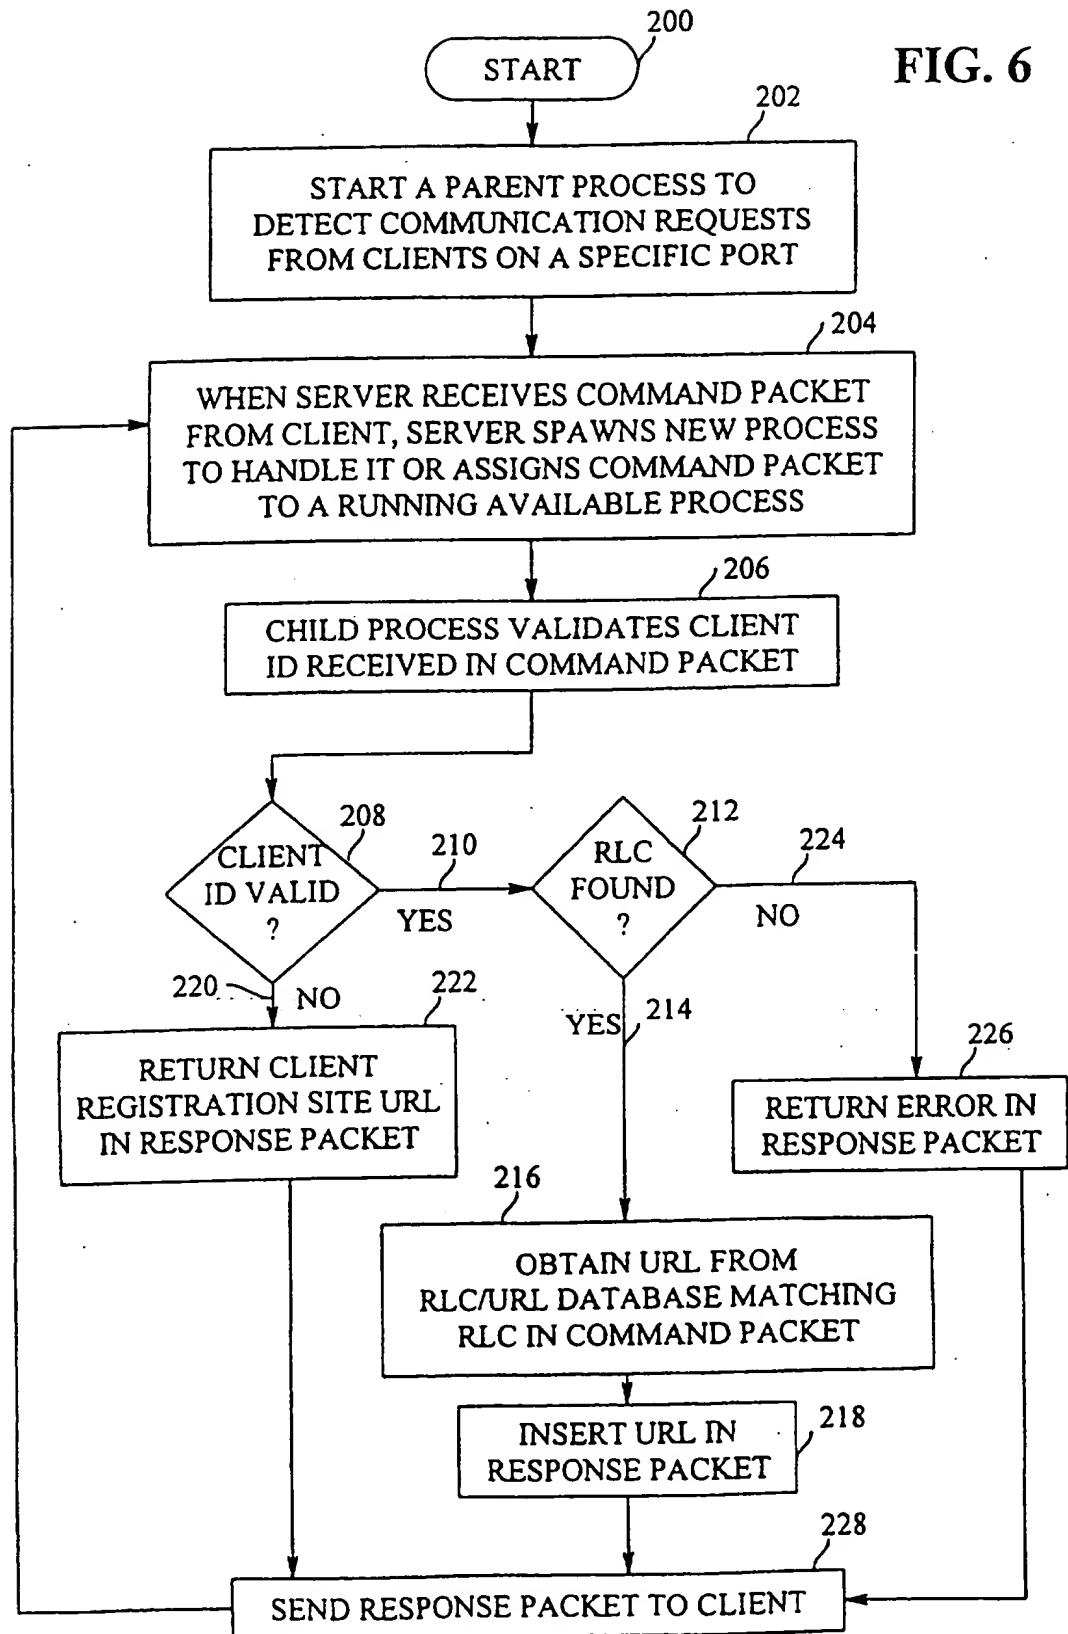 200
START
FIG. 6
202
START A PARENT PROCESS TO
DETECT COMMUNICATION REQUESTS
FROM CLIENTS ON A SPECIFIC PORT
204
WHEN SERVER RECEIVES COMMAND PACKET
FROM CLIENT, SERVER SPAWNS NEW PROCESS
TO HANDLE IT OR ASSIGNS COMMAND PACKET
TO A RUNNING AVAILABLE PROCESS
206
CHILD PROCESS VALIDATES CLIENT
ID RECEIVED IN COMMAND PACKET
208
CLIENT
ID VALID
?
210
YES
212
RLC
FOUND
?
224
NO
220
NO
222
RETURN CLIENT
REGISTRATION SITE URL
IN RESPONSE PACKET
YES
214
226
RETURN ERROR IN
RESPONSE PACKET
216
OBTAIN URL FROM
RLC/URL DATABASE MATCHING
RLC IN COMMAND PACKET
INSERT URL IN
RESPONSE PACKET
218
228
SEND RESPONSE PACKET TO CLIENT